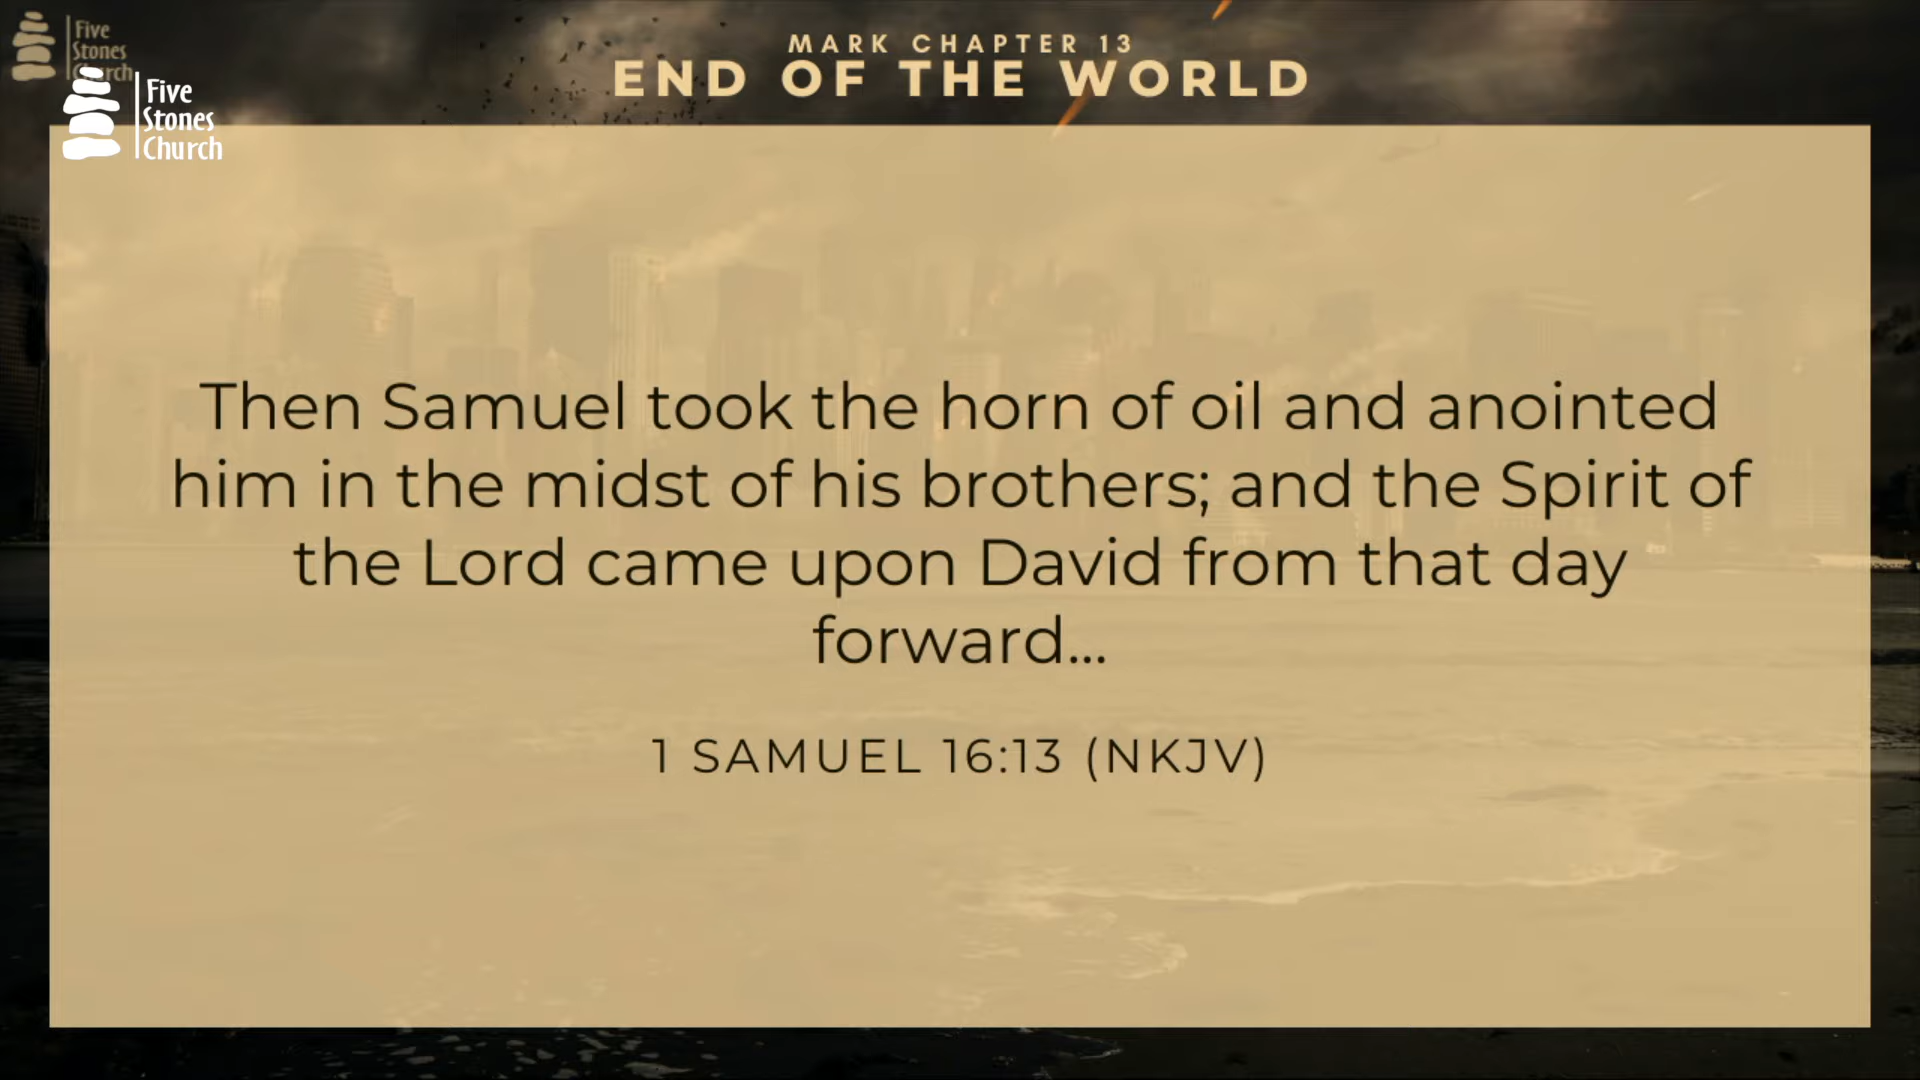 Five
Stones
Church
MARK CHAPTER 13
END OF THE WORLD
Five
Stones
Church
Then Samuel took the horn of oil and anointed
him in the midst of his brothers; and the Spirit of
the Lord came upon David from that day
forward...
1 SAMUEL 16:13 (NKJV)